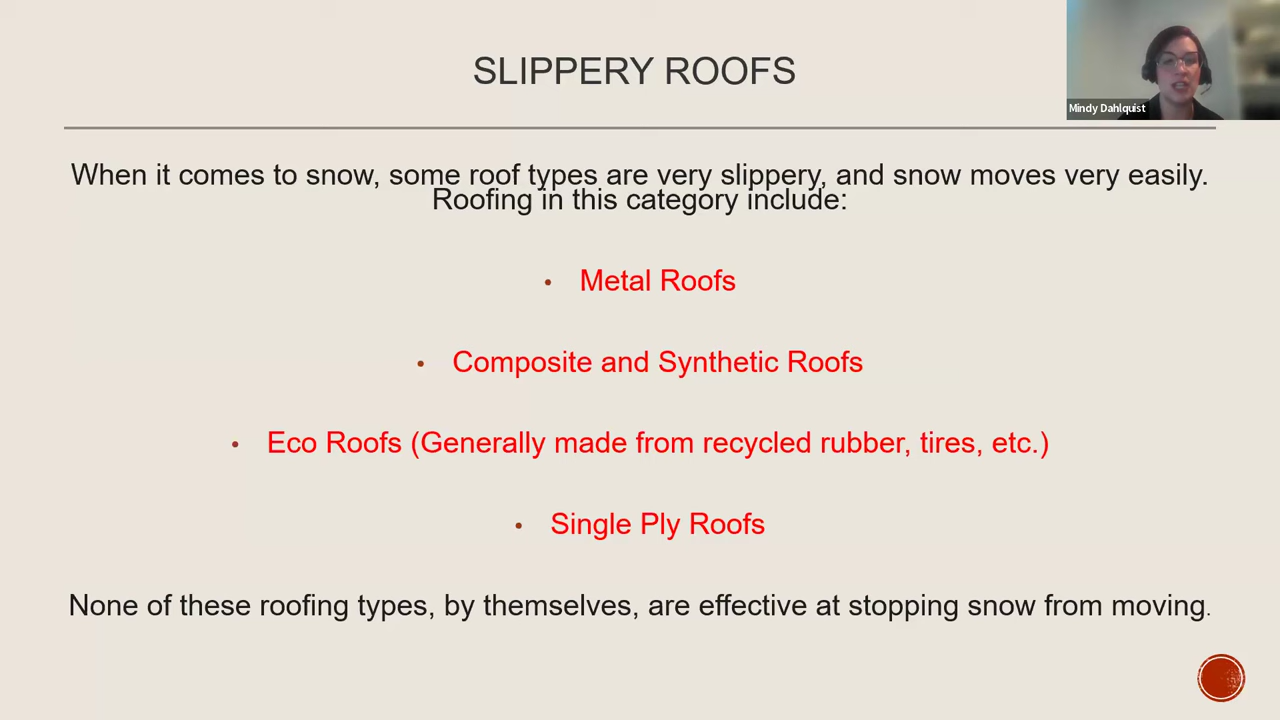 SLIPPERY ROOFS
Mindy Dahlquist
When it comes to snow, some roof types are very slippery, and snow moves very easily.
Roofing in this category include:
• Metal Roofs
• Composite and Synthetic Roofs
• Eco Roofs (Generally made from recycled rubber, tires, etc.)
• Single Ply Roofs
None of these roofing types, by themselves, are effective at stopping snow from moving.